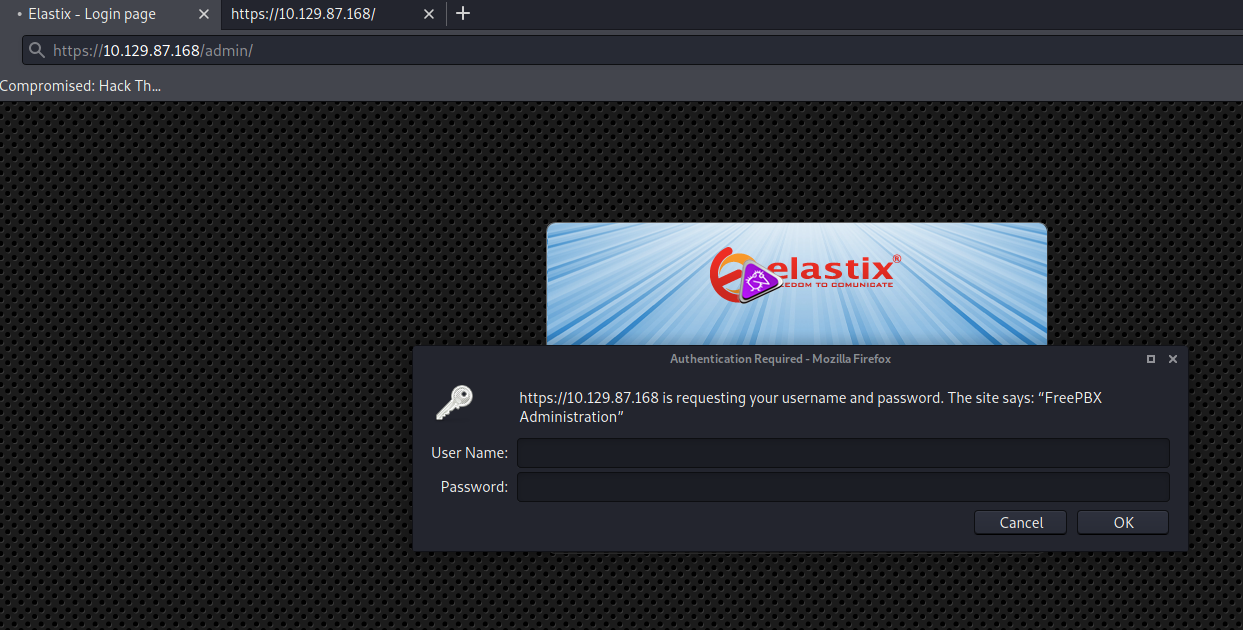 • Elastix - Login page
https://10.129.87.168/
https://10.129.87.168/admin/
Compromised: Hack Th...
elastix®
EDOM TO COMUNICATE
Authentication Required - Mozilla Firefox
https://10.129.87.168 is requesting your username and password. The site says: “FreePBX
Administration”
User Name:
Password:
Cancel
OK